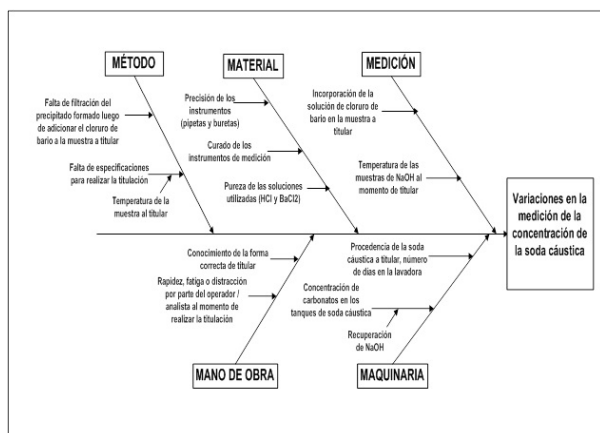 MÉTODO
MATERIAL
MEDICIÓN
Falta de filtración del
precipitado formado luego
de adicionar el cloruro de
bario a la muestra a titular
Falta de especificaciones
para realizar la titulación
Temperatura de la
muestra al titular
Precisión de los
instrumentos
(pipetas y buretas)
Curado de los
instrumentos de medición
Pureza de las soluciones
utilizadas (HCl y BaCl2)
Incorporación de la
solución de cloruro de
bario en la muestra a
titular
Temperatura de las
muestras de NaOH al
momento de titular
Variaciones en la
medición de la
concentración de
la soda cáustica
Conocimiento de la forma
correcta de titular
Rapidez, fatiga o distracción
por parte del operador /
analista al momento de
realizar la titulación
Procedencia de la soda
cáustica a titular, número
de días en la lavadora
Concentración de
carbonatos en los
tanques de soda cáustica
Recuperación
de NaOH
MANO DE OBRA
MAQUINARIA